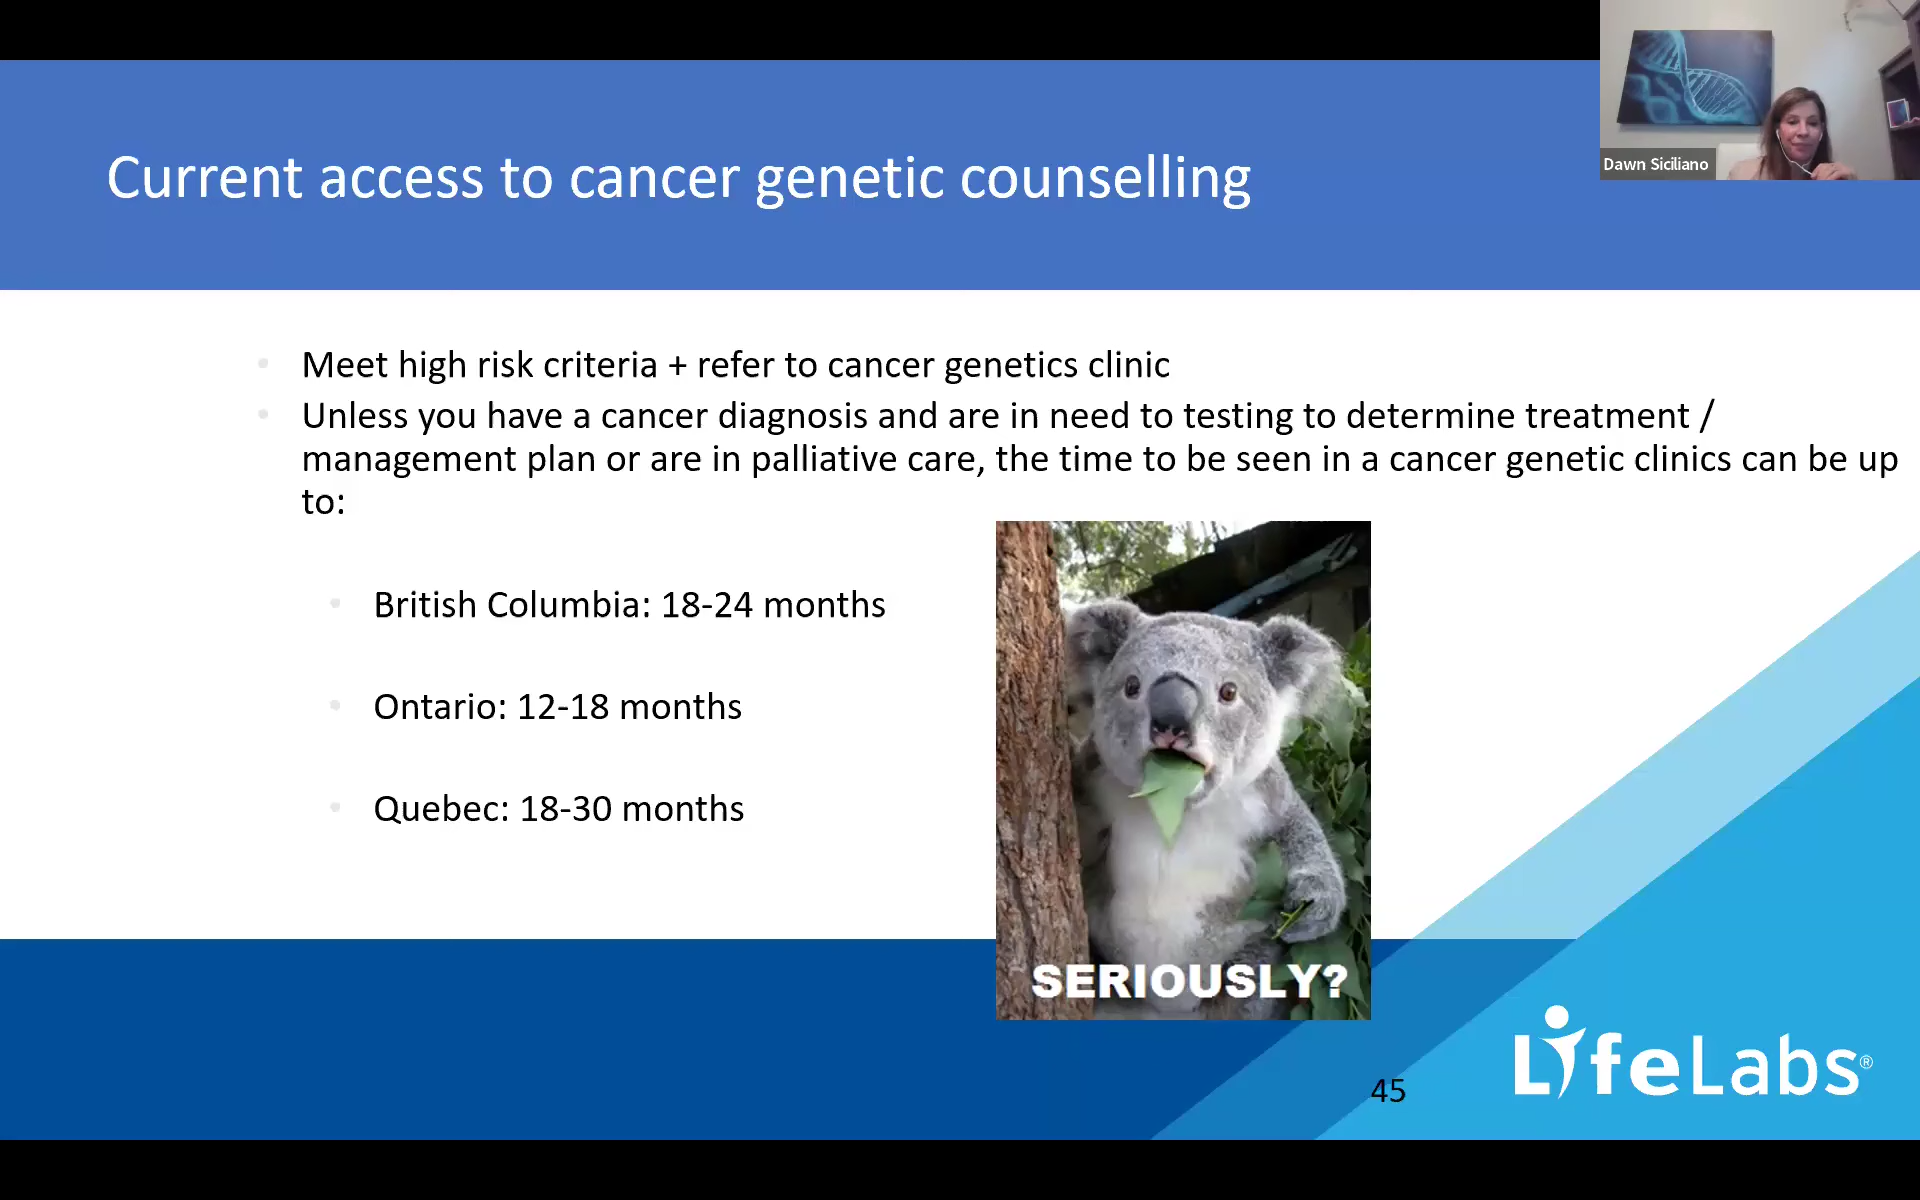 Dawn Siciliano
Current access to cancer genetic counselling
Meet high risk criteria + refer to cancer genetics clinic
Unless you have a cancer diagnosis and are in need to testing to determine treatment /
management plan or are in palliative care, the time to be seen in a cancer genetic clinics can be up
to:
British Columbia: 18-24 months
Ontario: 12-18 months
Quebec: 18-30 months
SERIOUSLY?
LifeLabs®
45